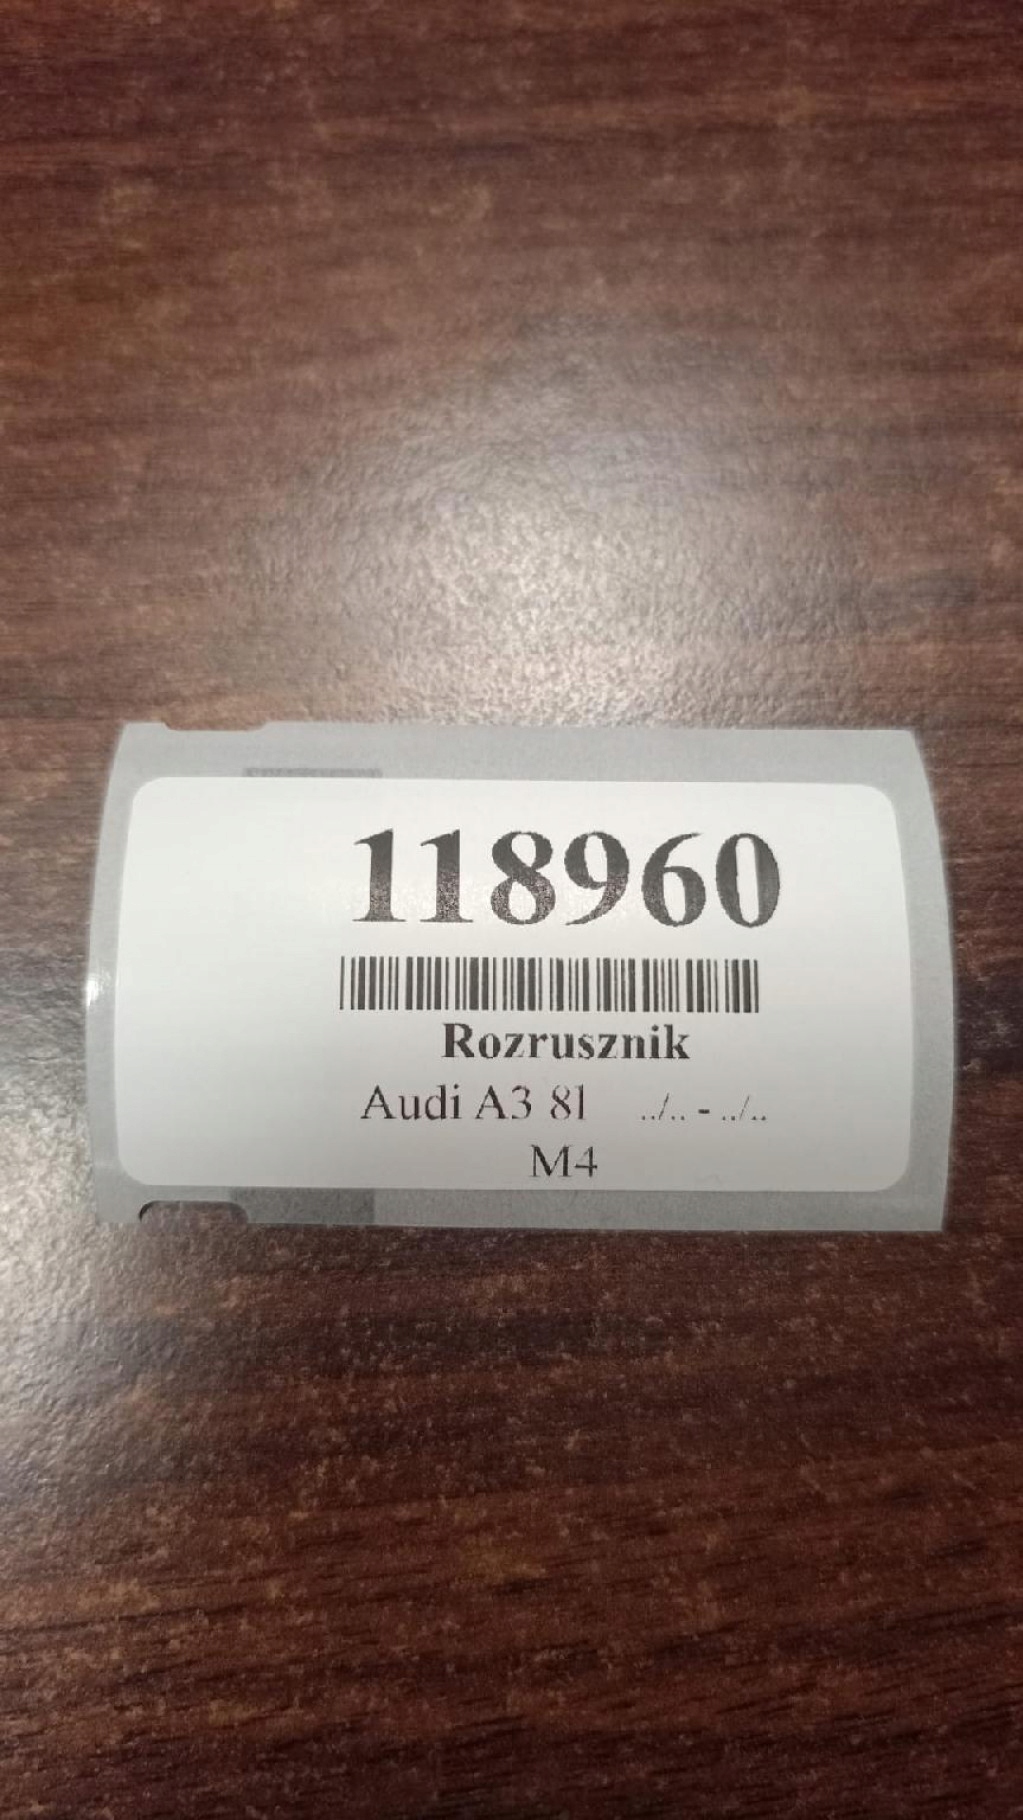 118960
Rozrusznik
Audi A3 8l ../.. - ../..
M4